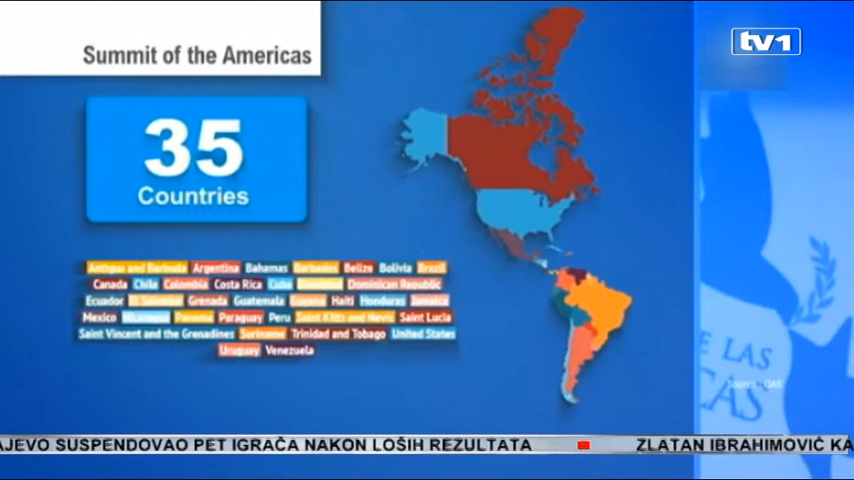 tv1
Summit of the Americas
35
Countries
Antigua and Barbuda Argentina Bahamas Barbados Belize Bolivia Brazil
Canada Chile Colombia Costa Rica Cuba Dominica Dominican Republic
Ecuador El Salvador Grenada Guatemala Guyana Haiti Honduras Jamaica
Mexico Nicaragua Panama Paraguay Peru Saint Kitts and Nevis Saint Lucia
Saint Vincent and the Grenadines Suriname Trinidad and Tobago United States
Uruguay Venezuela
E LAS
CAS
Source: OAS
AJEVO SUSPENDOVAO PET IGRAČA NAKON LOŠIH REZULTATA
ZLATAN IBRAHIMOVIĆ KA